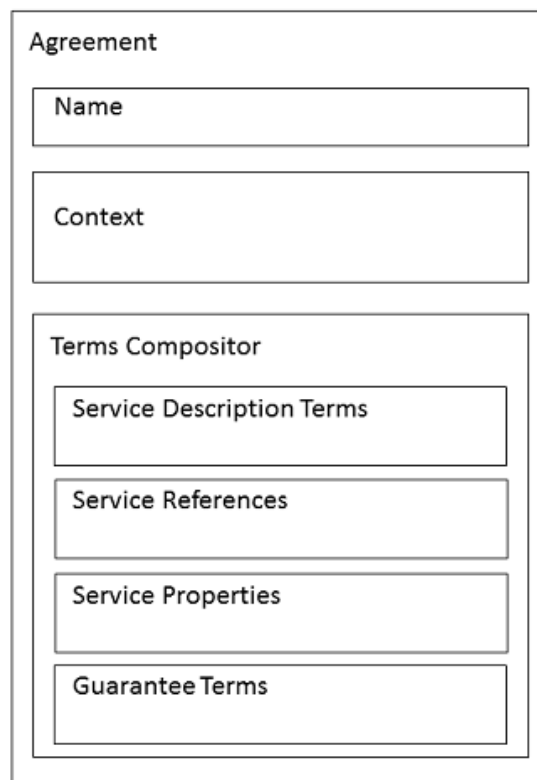 Agreement
Name
Context
Terms Compositor
Service Description Terms
Service References
Service Properties
Guarantee Terms